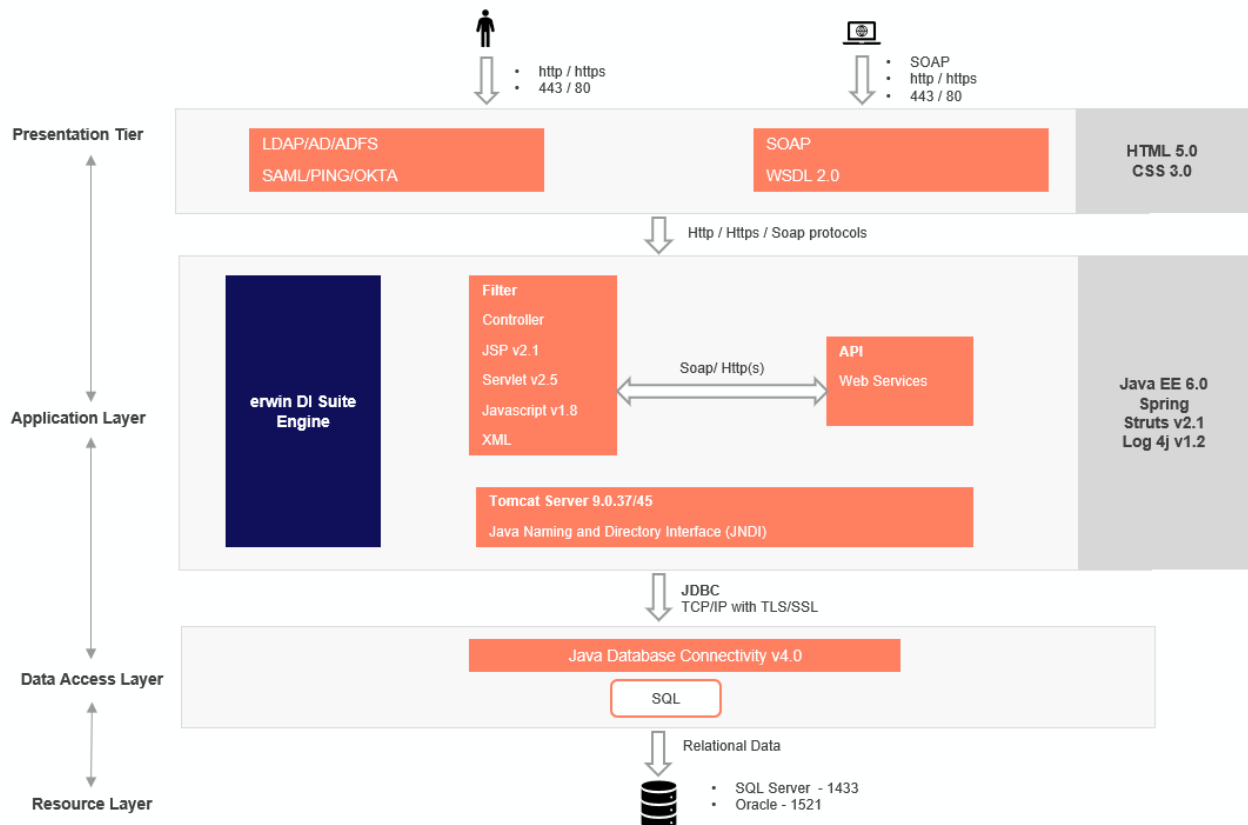 • http / https
• 443 / 80
• SOAP
• http / https
• 443 / 80
Presentation Tier
LDAP/AD/ADFS
SAML/PING/OKTA
SOAP
WSDL 2.0
HTML 5.0
CSS 3.0
Http / Https / Soap protocols
Application Layer
erwin DI Suite
Engine
Filter
Controller
JSP v2.1
Servlet v2.5
Javascript v1.8
XML
Soap/ Http(s)
API
Web Services
Tomcat Server 9.0.37/45
Java Naming and Directory Interface (JNDI)
Java EE 6.0
Spring
Struts v2.1
Log 4j v1.2
JDBC
TCP/IP with TLS/SSL
Data Access Layer
Java Database Connectivity v4.0
SQL
Relational Data
Resource Layer
• SQL Server - 1433
• Oracle - 1521